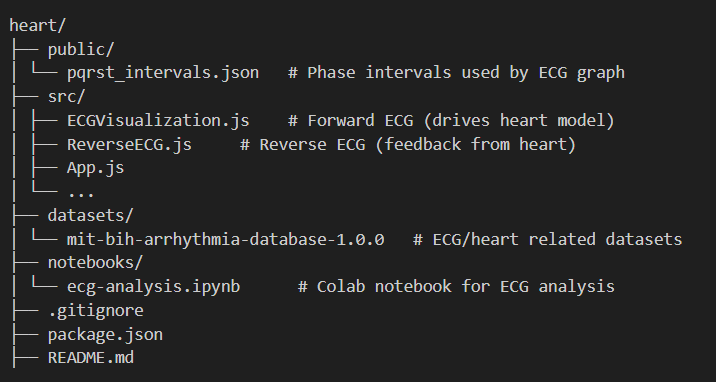 heart/
├── public/
│ └── pqrst_intervals.json   # Phase intervals used by ECG graph
├── src/
│ ├── ECGVisualization.js    # Forward ECG (drives heart model)
│ ├── ReverseECG.js     # Reverse ECG (feedback from heart)
│ ├── App.js
│ └── ...
├── datasets/
│ └── mit-bih-arrhythmia-database-1.0.0   # ECG/heart related datasets
├── notebooks/
│ └── ecg-analysis.ipynb      # Colab notebook for ECG analysis
├── .gitignore
├── package.json
├── README.md